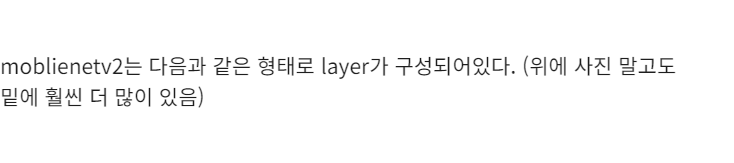 moblienetv2는 다음과 같은 형태로 layer가 구성되어있다. (위에 사진 말고도
밑에 훨씬 더 많이 있음)